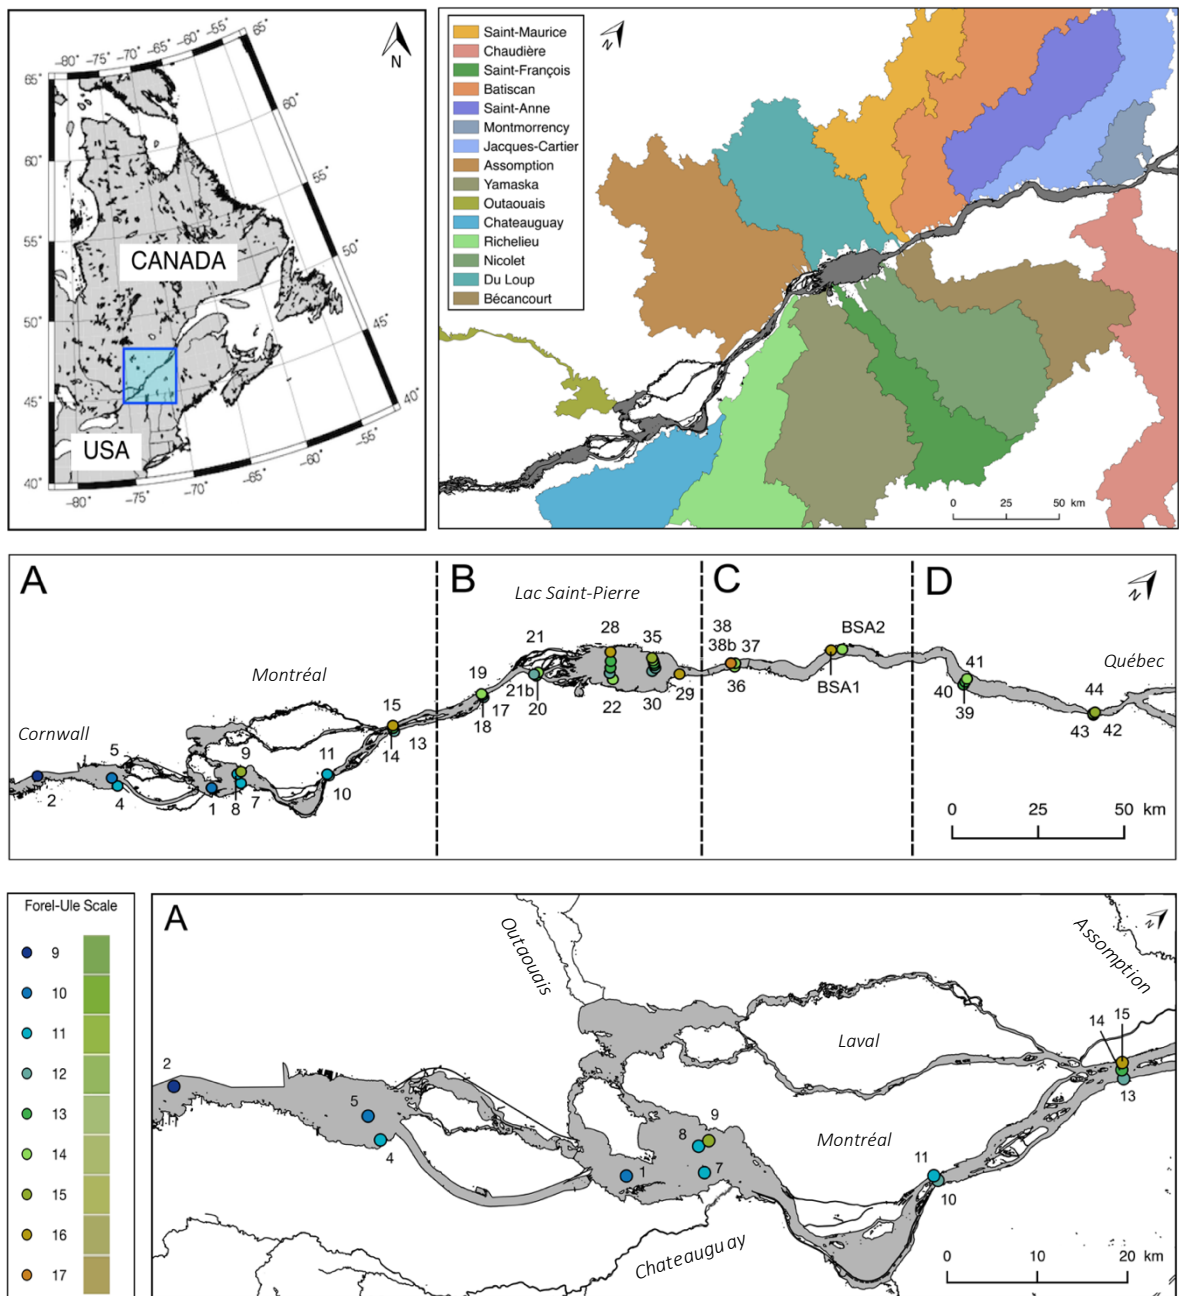 -80° -75° -70° -65° -60° -55° 65°
N
65°
60°
60°
55°
55°
50°
50°
45°
45°
40°
40°
CANADA
USA
-80° -75° -70° -65° -60° -55°
Saint-Maurice
Chaudière
Saint-François
Batiscan
Saint-Anne
Montmorrency
Jacques-Cartier
Assomption
Yamaska
Outaouais
Chateauguay
Richelieu
Nicolet
Du Loup
Bécancourt
N
0 25 50 km
A B C D
Lac Saint-Pierre
N
Montréal
Cornwall
Québec
2
5
4
1
9
8
7
11
10
15
14
13
19
17
18
21
21b
20
28
22
35
30
29
38
38b 37
36
BSA2
BSA1
41
40
39
44
43 42
0 25 50 km
Forel-Ule Scale
9
10
11
12
13
14
15
16
17
A
N
Outaouais
Assomption
Laval
Montréal
Chateauguay
2
5
4
1
9
8
7
11
10
14 15
13
0 10 20 km